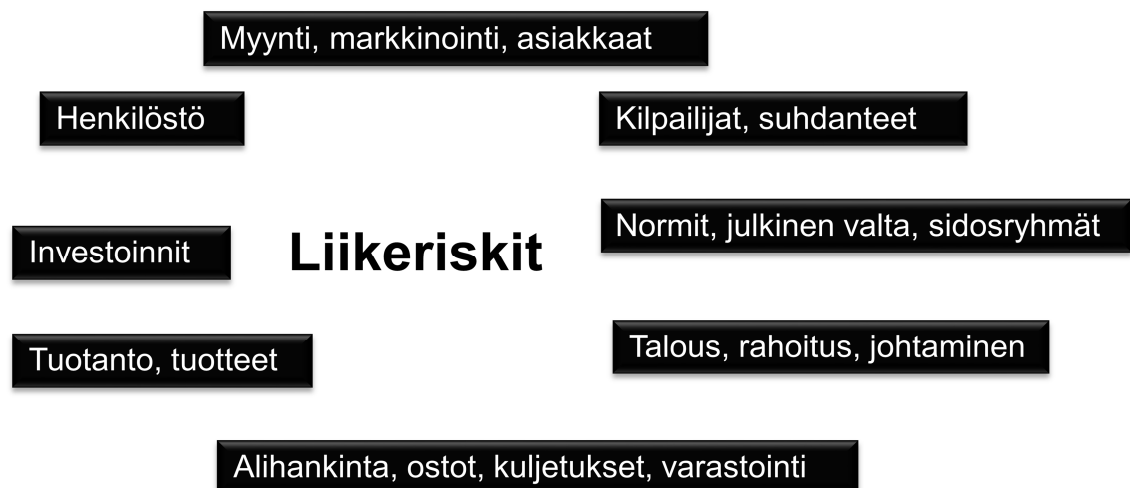 Myynti, markkinointi, asiakkaat
Henkilöstö
Kilpailijat, suhdanteet
Normit, julkinen valta, sidosryhmät
Investoinnit
Liikeriskit
Talous, rahoitus, johtaminen
Tuotanto, tuotteet
Alihankinta, ostot, kuljetukset, varastointi